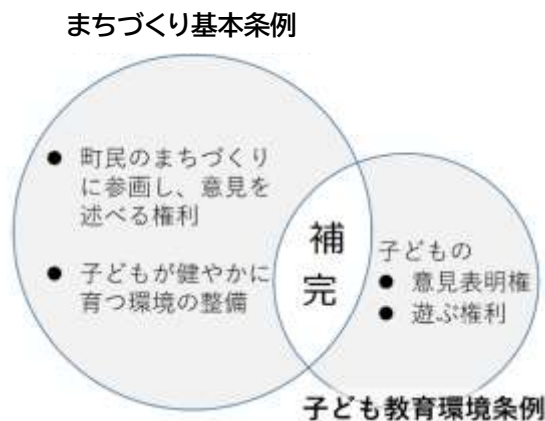 まちづくり基本条例
● 町民のまちづくり
に参画し、意見を
述べる権利
● 子どもが健やかに
育つ環境の整備
補
完
子どもの
● 意見表明権
● 遊ぶ権利
子ども教育環境条例